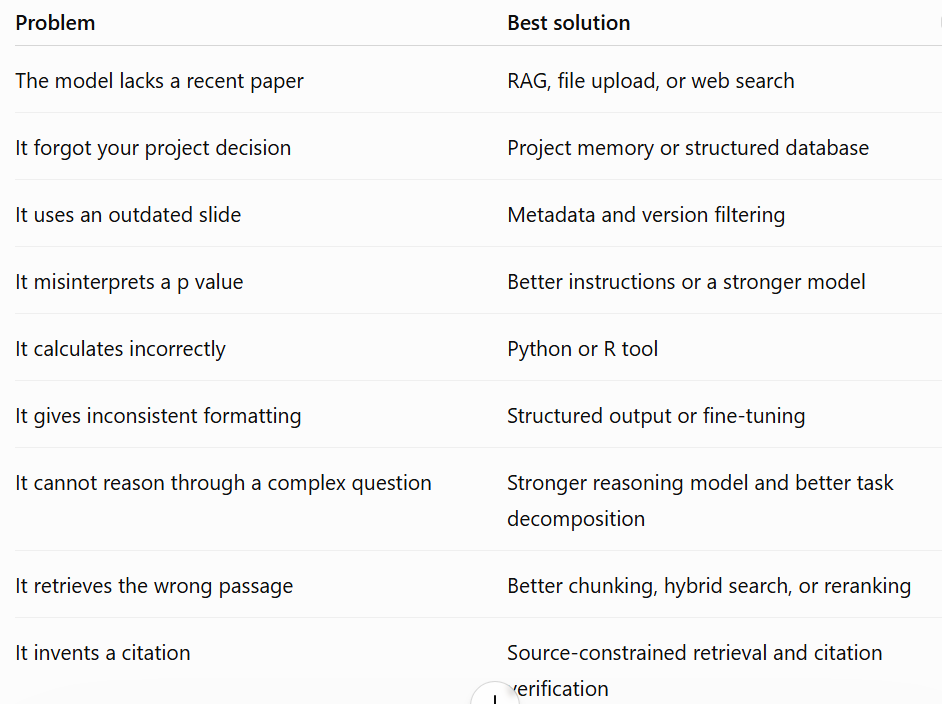 Problem Best solution
The model lacks a recent paper RAG, file upload, or web search
It forgot your project decision Project memory or structured database
It uses an outdated slide Metadata and version filtering
It misinterprets a p value Better instructions or a stronger model
It calculates incorrectly Python or R tool
It gives inconsistent formatting Structured output or fine-tuning
It cannot reason through a complex question Stronger reasoning model and better task
decomposition
It retrieves the wrong passage Better chunking, hybrid search, or reranking
It invents a citation Source-constrained retrieval and citation
verification